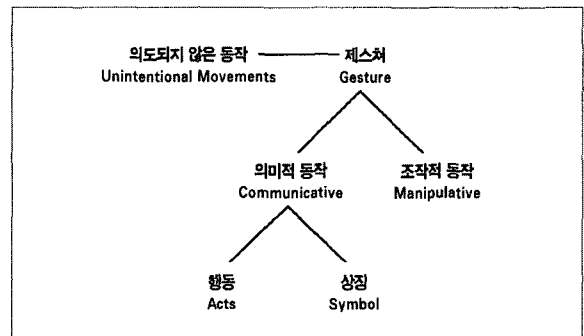 의도되지 않은 동작 제스쳐
Unintentional Movements Gesture
의미적 동작 조작적 동작
Communicative Manipulative
행동 상징
Acts Symbol